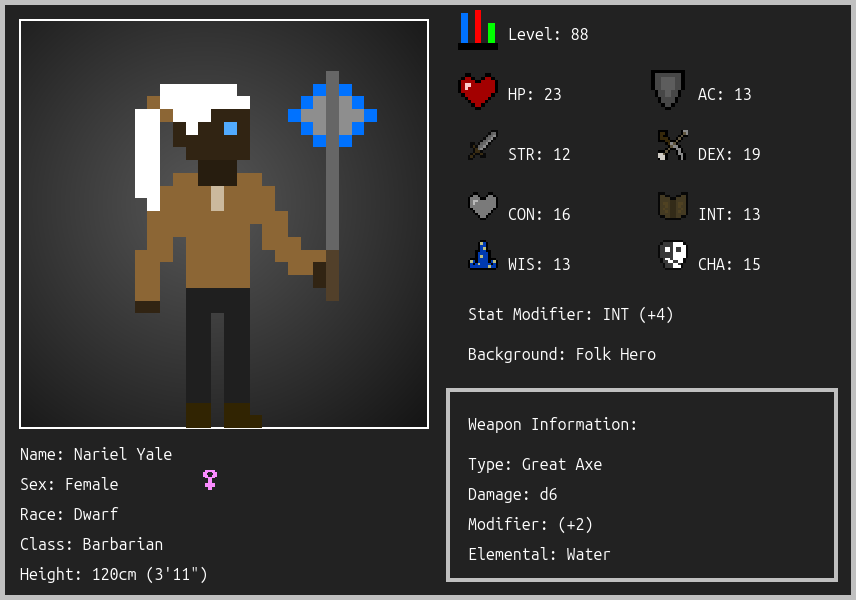 Level: 88
HP: 23
AC: 13
STR: 12
DEX: 19
CON: 16
INT: 13
WIS: 13
CHA: 15
Stat Modifier: INT (+4)
Background: Folk Hero
Weapon Information:
Type: Great Axe
Damage: d6
Modifier: (+2)
Elemental: Water
Name: Nariel Yale
Sex: Female
Race: Dwarf
Class: Barbarian
Height: 120cm (3'11")